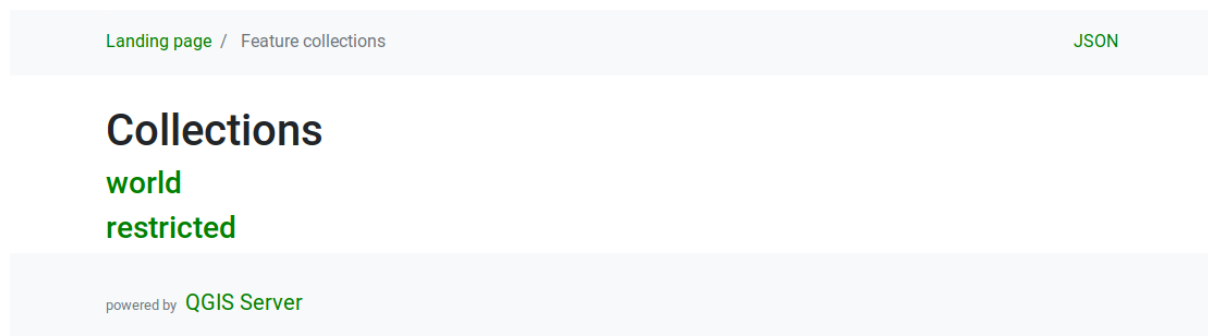 Landing page / Feature collections JSON
Collections
world
restricted
powered by QGIS Server